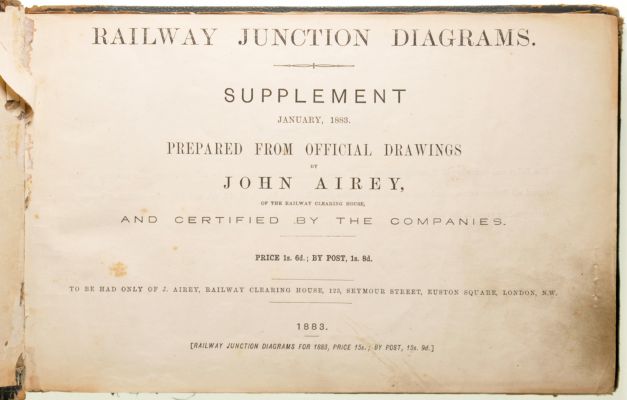 RAILWAY JUNCTION DIAGRAMS.
SUPPLEMENT
JANUARY, 1883.
PREPARED FROM OFFICIAL DRAWINGS
BY
JOHN AIREY,
OF THE RAILWAY CLEARING HOUSE,
AND CERTIFIED BY THE COMPANIES.
PRICE 1s. 6d.; BY POST, 1s. 8d.
TO BE HAD ONLY OF J. AIREY, RAILWAY CLEARING HOUSE, 123, SEYMOUR STREET, EUSTON SQUARE, LONDON, N.W.
1883.
[RAILWAY JUNCTION DIAGRAMS FOR 1883, PRICE 15s.; BY POST, 15s. 9d.]